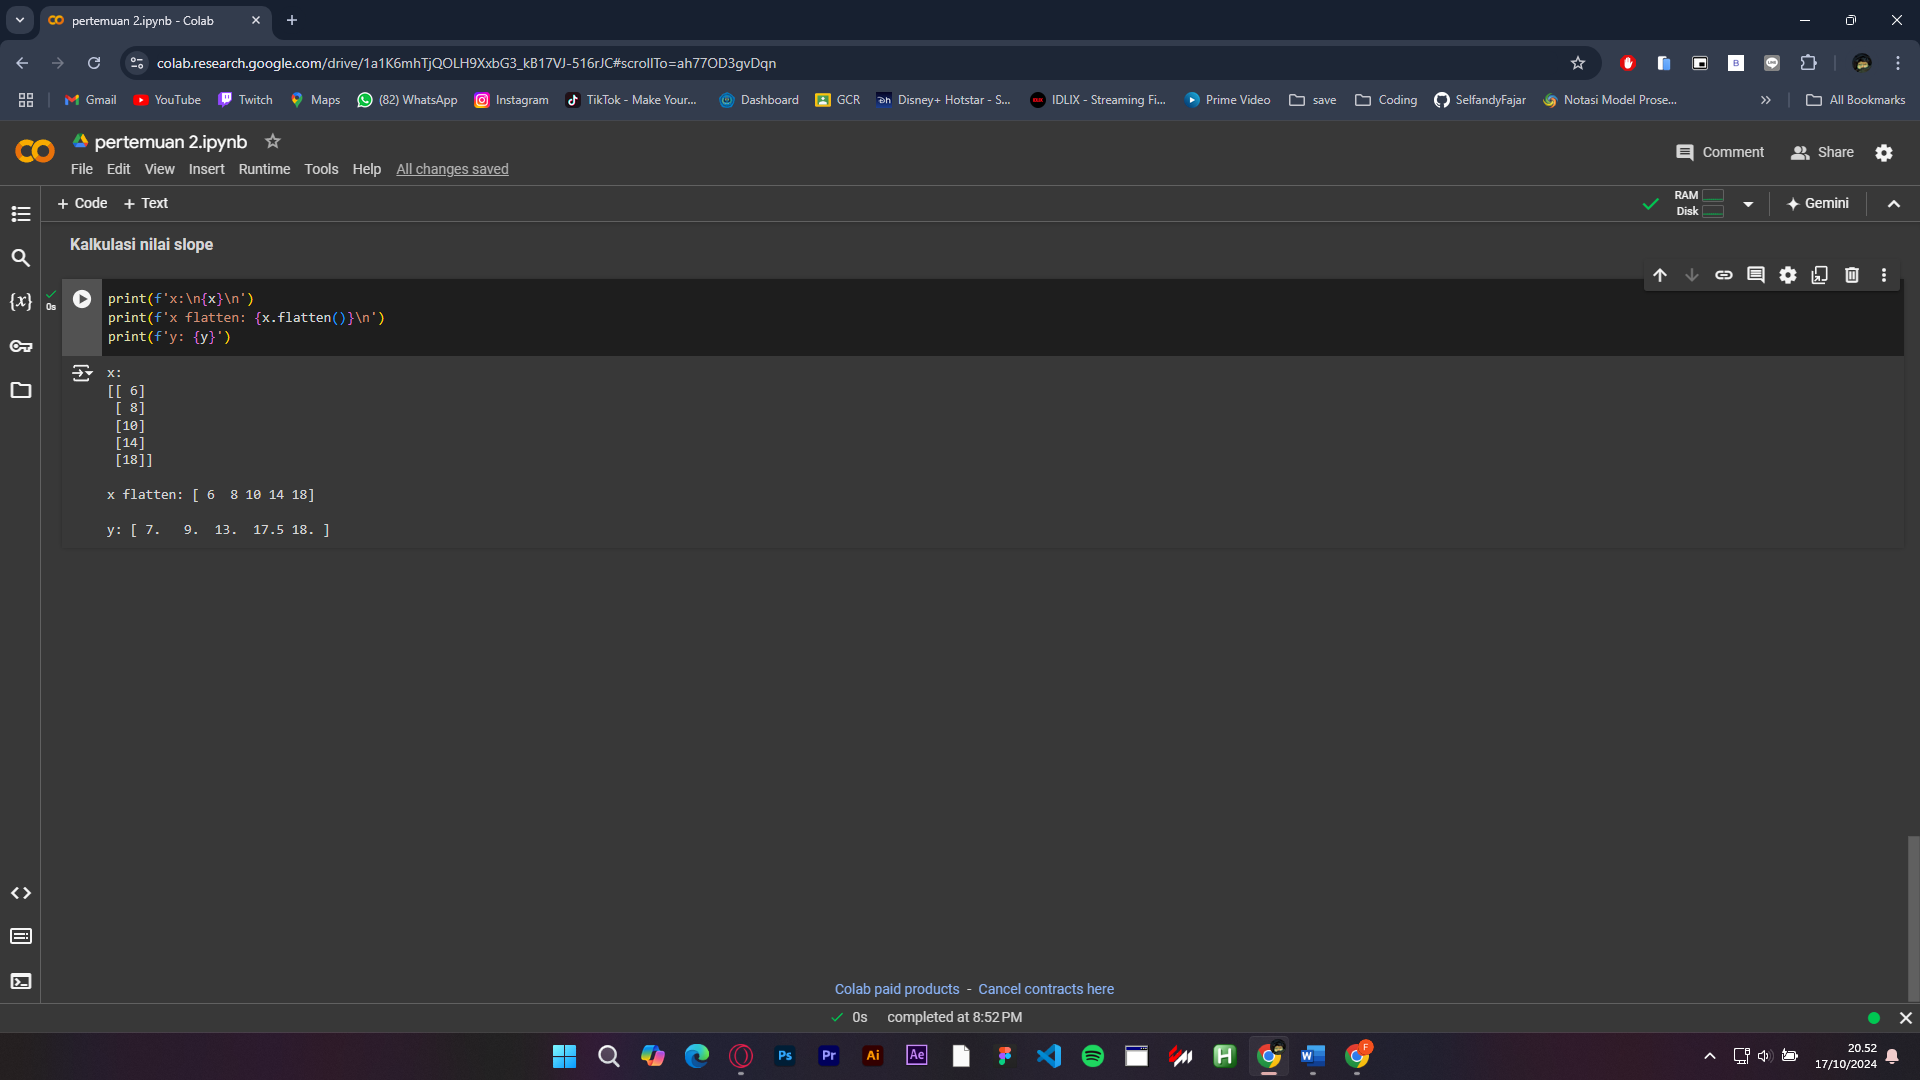 pertemuan 2.ipynb - Colab
colab.research.google.com/drive/1a1K6mhTjQOLH9XxbG3_kB17VJ-516rJC#scrollTo=ah77OD3gvDqn
Gmail YouTube Twitch Maps (82) WhatsApp Instagram TikTok - Make Your... Dashboard GCR Disney+ Hotstar - S... IDLIX - Streaming Fi... Prime Video save Coding SelfandyFajar Notasi Model Prose... All Bookmarks
pertemuan 2.ipynb
Comment Share
File Edit View Insert Runtime Tools Help All changes saved
+ Code + Text
RAM
Disk
Gemini
Kalkulasi nilai slope
0s
print(f'x:\n{x}\n')
print(f'x flatten: {x.flatten()}\n')
print(f'y: {y}')
x:
[[ 6]
[ 8]
[10]
[14]
[18]]
x flatten: [ 6  8 10 14 18]
y: [ 7.   9.  13.  17.5 18. ]
Colab paid products - Cancel contracts here
0s completed at 8:52 PM
Ps Pr Ai Ae
20.52
17/10/2024